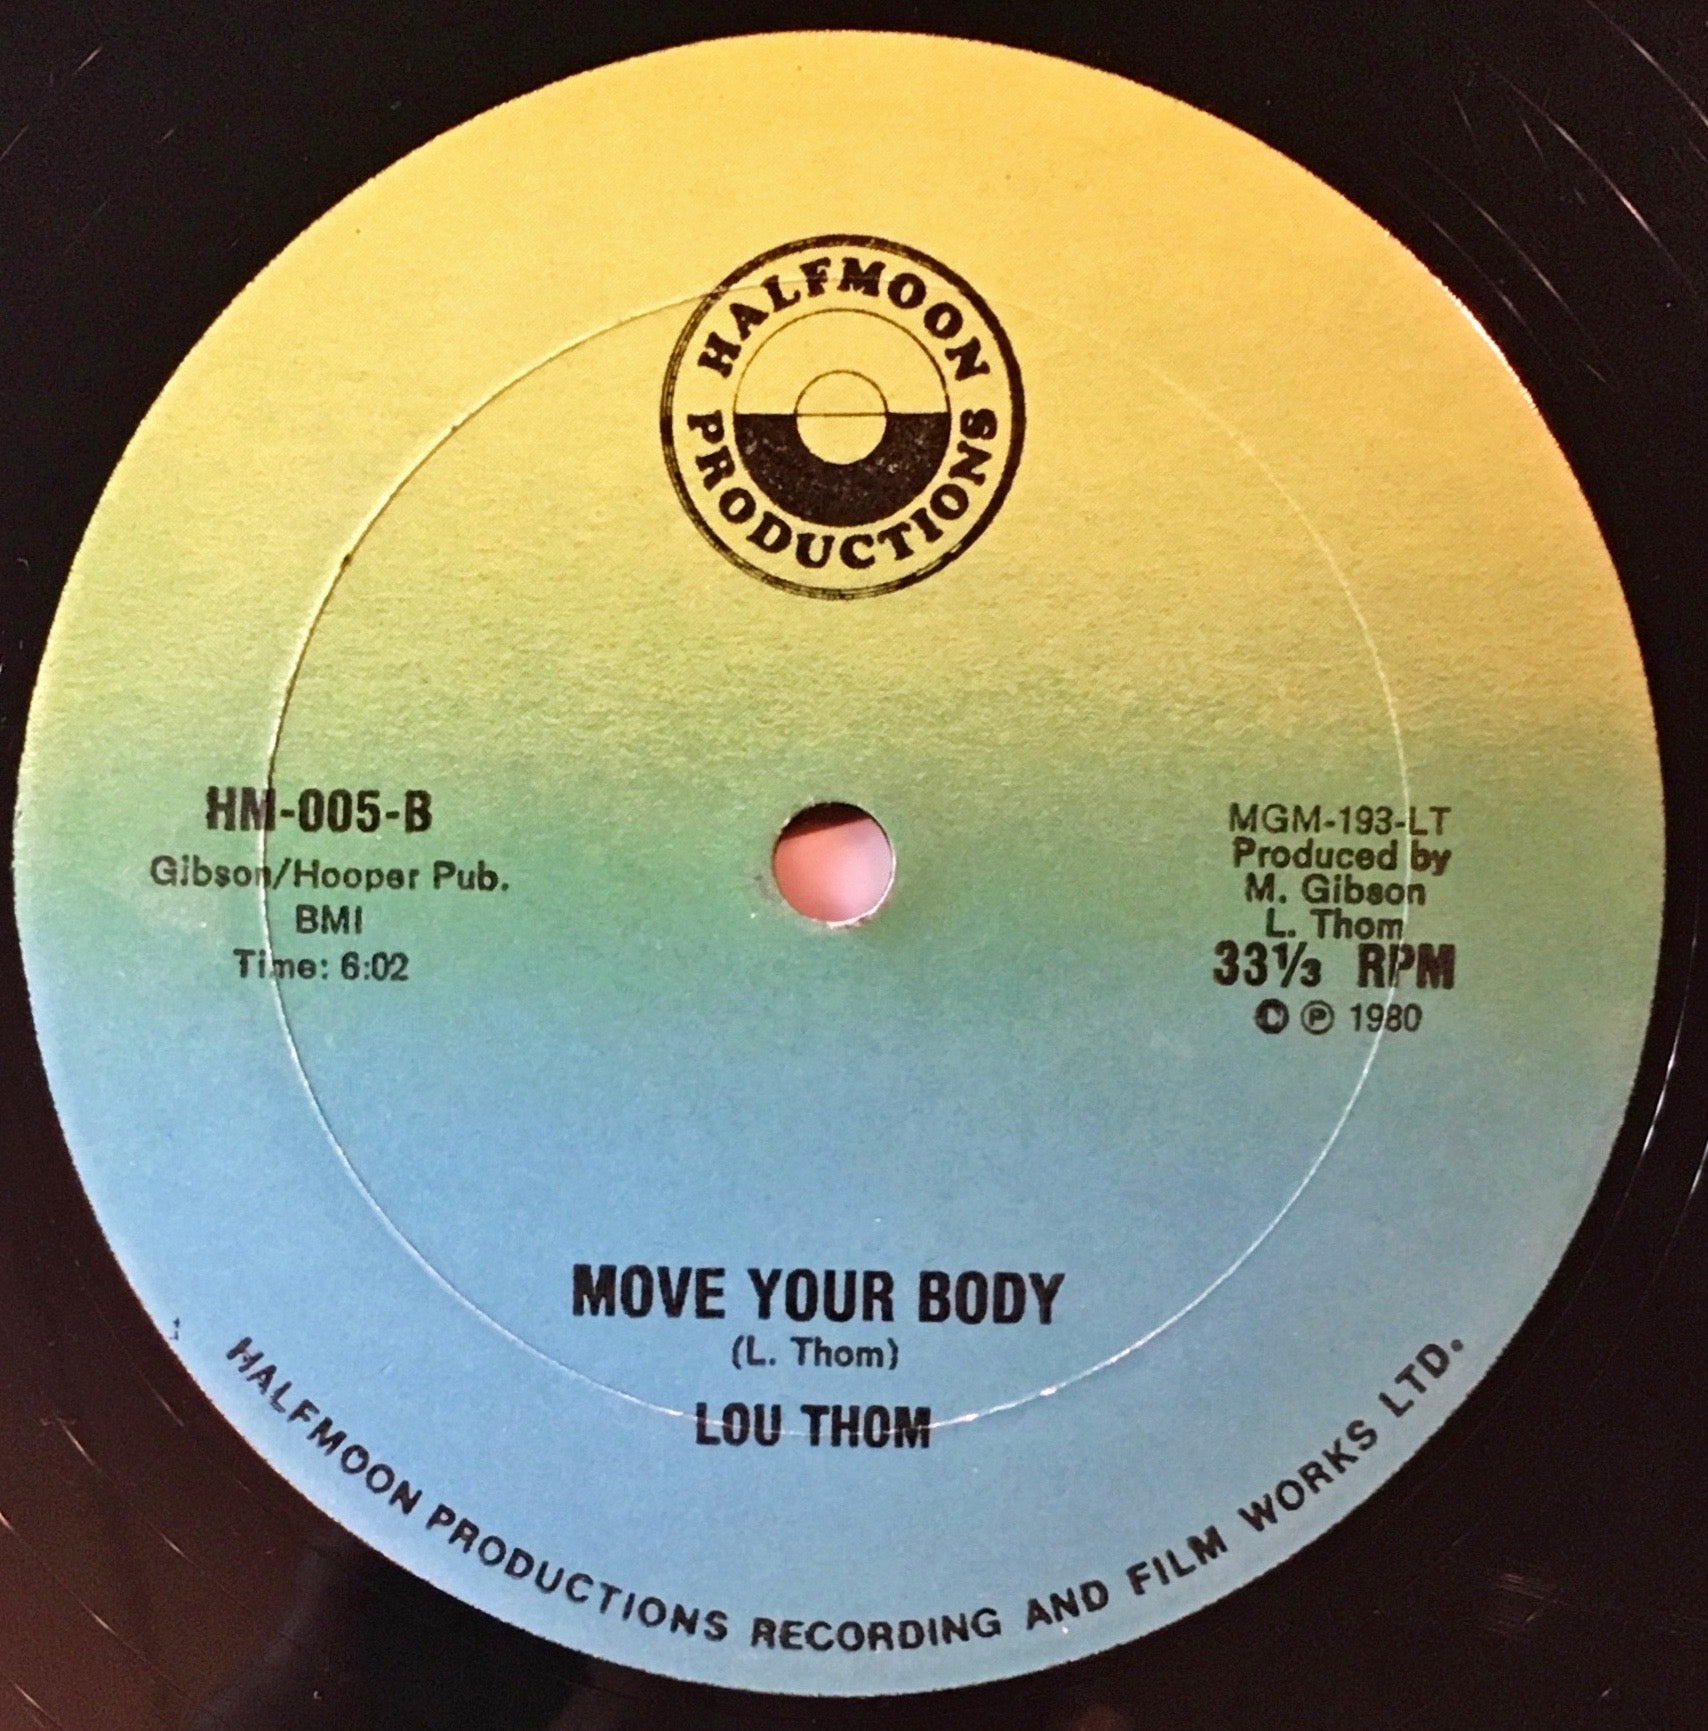 HALFMOON
PRODUCTIONS
HM-005-B
Gibson/Hooper Pub.
BMI
Time: 6:02
MGM-193-LT
Produced by
M. Gibson
L. Thom
33⅓ RPM
© ℗ 1980
MOVE YOUR BODY
(L. Thom)
LOU THOM
HALFMOON PRODUCTIONS RECORDING AND FILM WORKS LTD.